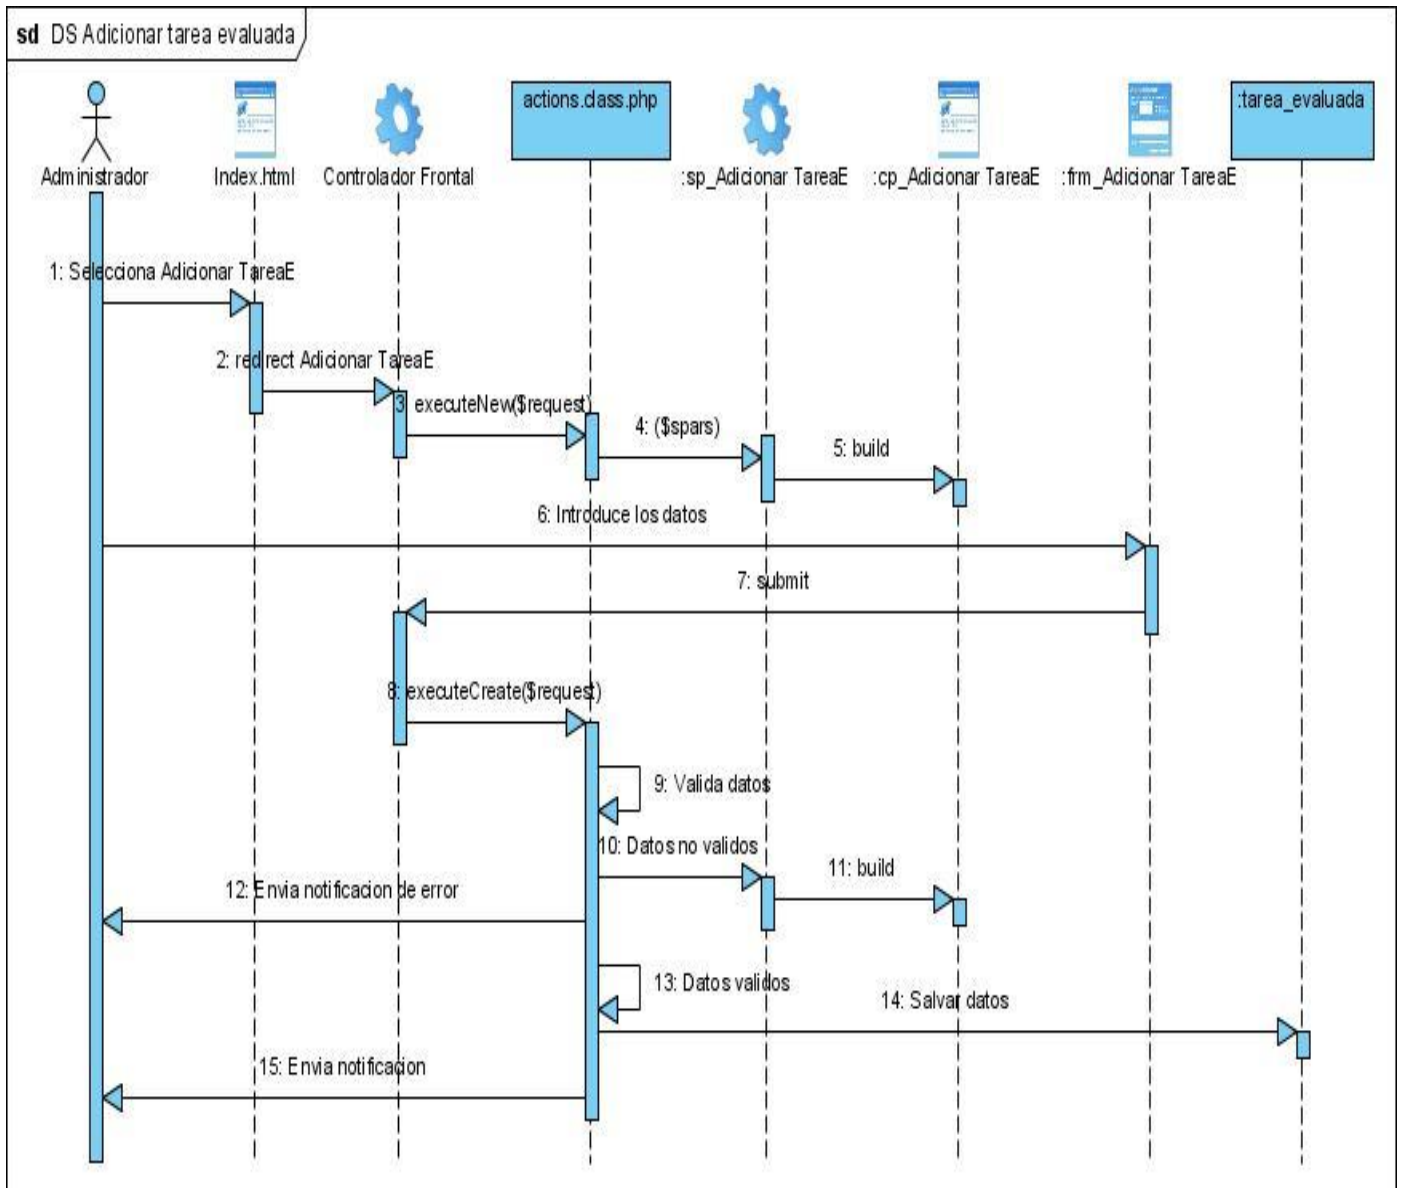 sd DS Adicionar tarea evaluada
actions.class.php
:tarea_evaluada
Administrador
Index.html
Controlador Frontal
:sp_Adicionar TareaE
:cp_Adicionar TareaE
:frm_Adicionar TareaE
1: Selecciona Adicionar TareaE
2: redirect Adicionar TareaE
3: executeNew($request)
4: ($spars)
5: build
6: Introduce los datos
7: submit
8: executeCreate($request)
9: Valida datos
10: Datos no validos
11: build
12: Envia notificacion de error
13: Datos validos
14: Salvar datos
15: Envia notificacion